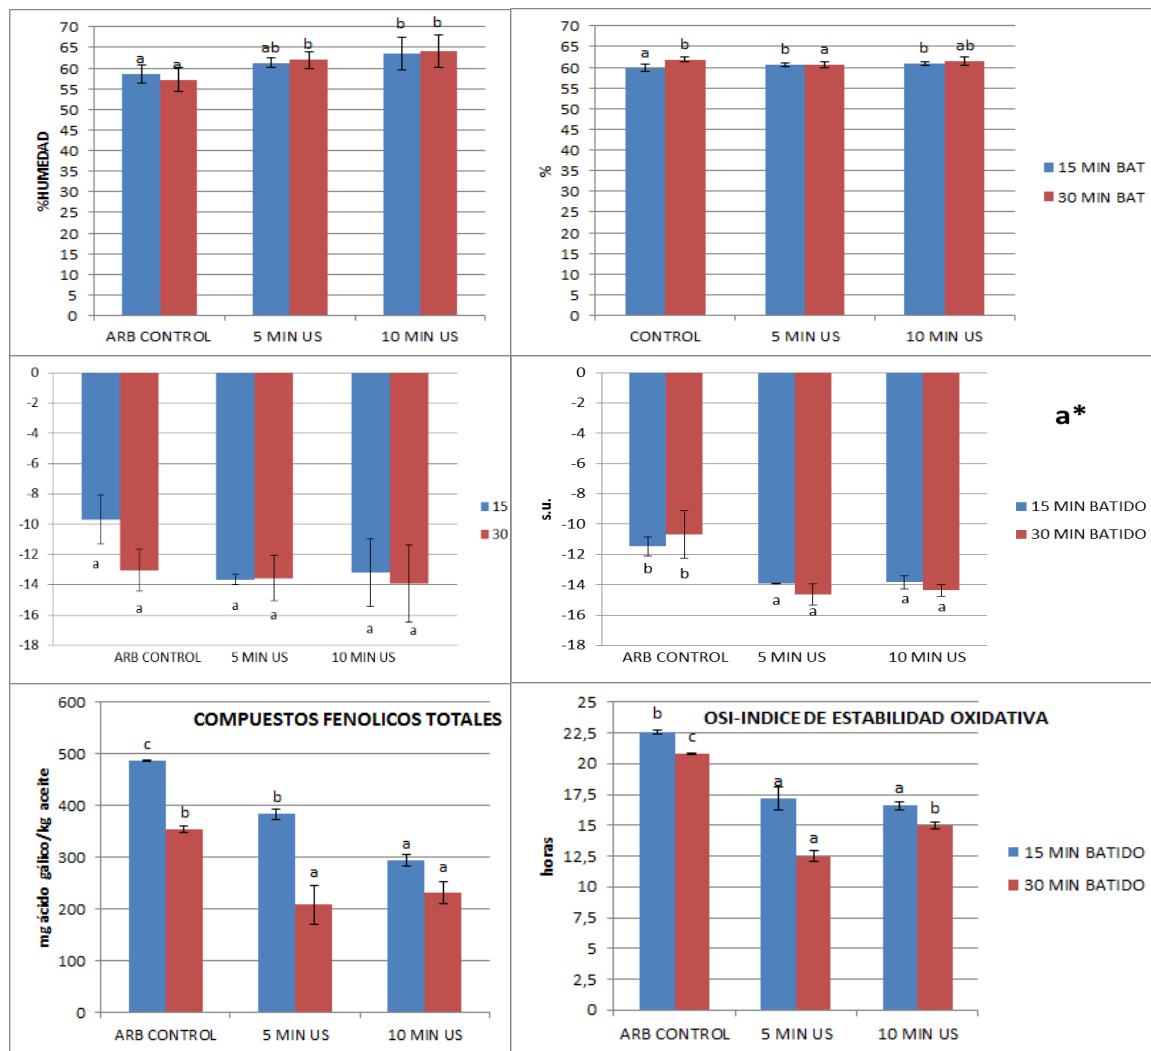 70
65
60
55
50
45
40
35
30
25
20
15
10
5
0
%HUMEDAD
a
a
ab
b
b
b
ARB CONTROL
5 MIN US
10 MIN US
70
65
60
55
50
45
40
35
30
25
20
15
10
5
0
%
a
b
b
a
b
ab
CONTROL
5 MIN US
10 MIN US
15 MIN BAT
30 MIN BAT
-0
-2
-4
-6
-8
-10
-12
-14
-16
-18
a
a
a
a
a
a
ARB CONTROL
5 MIN US
10 MIN US
15
30
0
-2
-4
-6
-8
-10
-12
-14
-16
-18
s.u.
b
b
a
a
a
a
ARB CONTROL
5 MIN US
10 MIN US
a*
15 MIN BATIDO
30 MIN BATIDO
COMPUESTOS FENOLICOS TOTALES
600
500
400
300
200
100
0
mg ácido gálico/kg aceite
c
b
b
a
a
a
ARB CONTROL
5 MIN US
10 MIN US
OSI-INDICE DE ESTABILIDAD OXIDATIVA
25
22,5
20
17,5
15
12,5
10
7,5
5
2,5
0
horas
b
c
a
a
a
b
ARB CONTROL
5 MIN US
10 MIN US
15 MIN BATIDO
30 MIN BATIDO